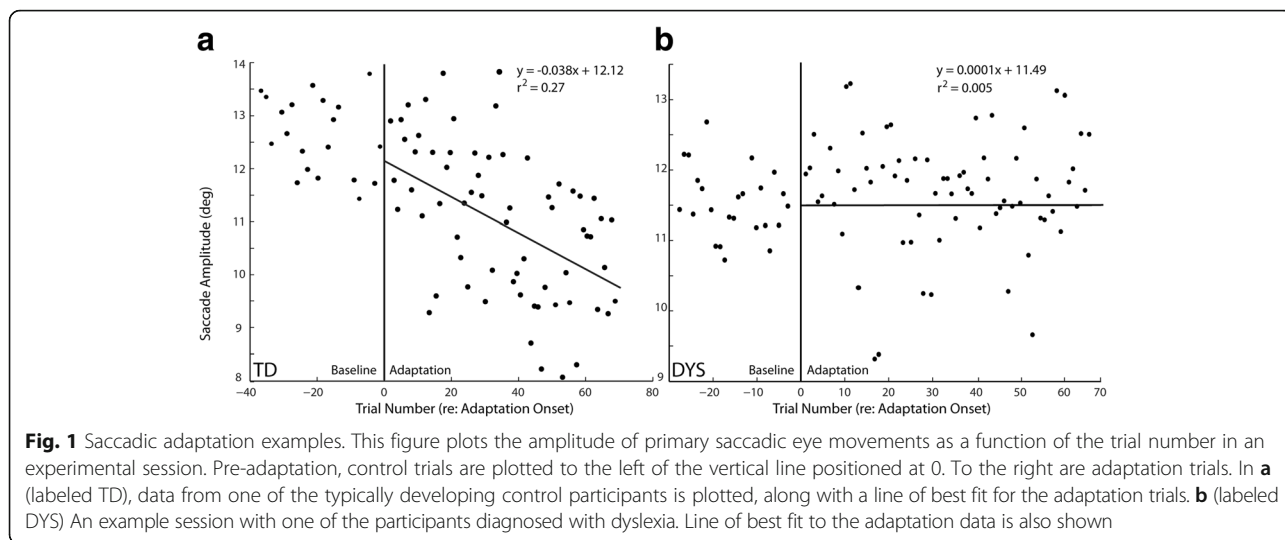 a
b
y = -0.038x + 12.12
r² = 0.27
y = 0.0001x + 11.49
r² = 0.005
14
13
12
11
10
9
8
Saccade Amplitude (deg)
TD
Baseline
Adaptation
−40
−20
0
20
40
60
80
Trial Number (re: Adaptation Onset)
13
12
11
10
9
DYS
Baseline
Adaptation
−20
−10
0
10
20
30
40
50
60
70
Trial Number (re: Adaptation Onset)
Fig. 1 Saccadic adaptation examples. This figure plots the amplitude of primary saccadic eye movements as a function of the trial number in an
experimental session. Pre-adaptation, control trials are plotted to the left of the vertical line positioned at 0. To the right are adaptation trials. In a
(labeled TD), data from one of the typically developing control participants is plotted, along with a line of best fit for the adaptation trials. b (labeled
DYS) An example session with one of the participants diagnosed with dyslexia. Line of best fit to the adaptation data is also shown